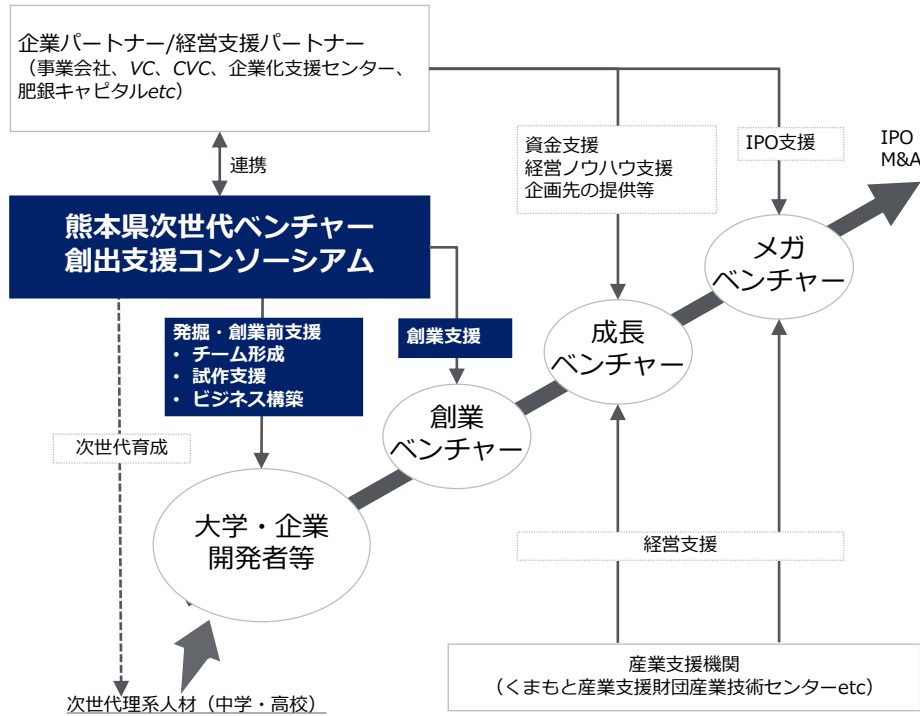 企業パートナー/経営支援パートナー
（事業会社、VC、CVC、企業化支援センター、
肥銀キャピタルetc）
連携
資金支援
経営ノウハウ支援
企画先の提供等
IPO支援
IPO
M&A
熊本県次世代ベンチャー
創出支援コンソーシアム
メガ
ベンチャー
発掘・創業前支援
• チーム形成
• 試作支援
• ビジネス構築
創業支援
成長
ベンチャー
創業
ベンチャー
次世代育成
大学・企業
開発者等
経営支援
産業支援機関
（くまもと産業支援財団産業技術センターetc）
次世代理系人材（中学・高校）